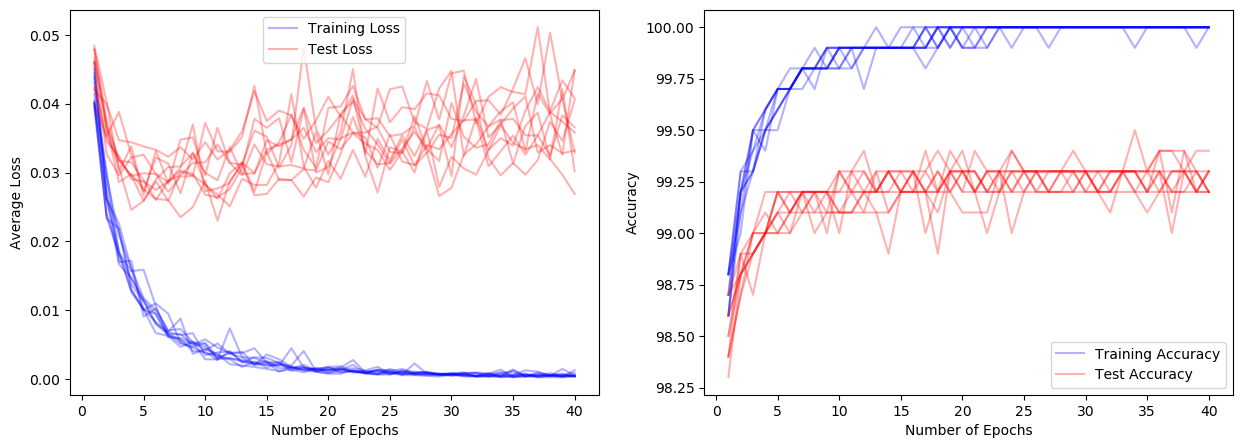 Training Loss
Test Loss
0.05
0.04
0.03
0.02
0.01
0.00
Average Loss
0 5 10 15 20 25 30 35 40
Number of Epochs
100.00
99.75
99.50
99.25
99.00
98.75
98.50
98.25
Accuracy
Training Accuracy
Test Accuracy
0 5 10 15 20 25 30 35 40
Number of Epochs